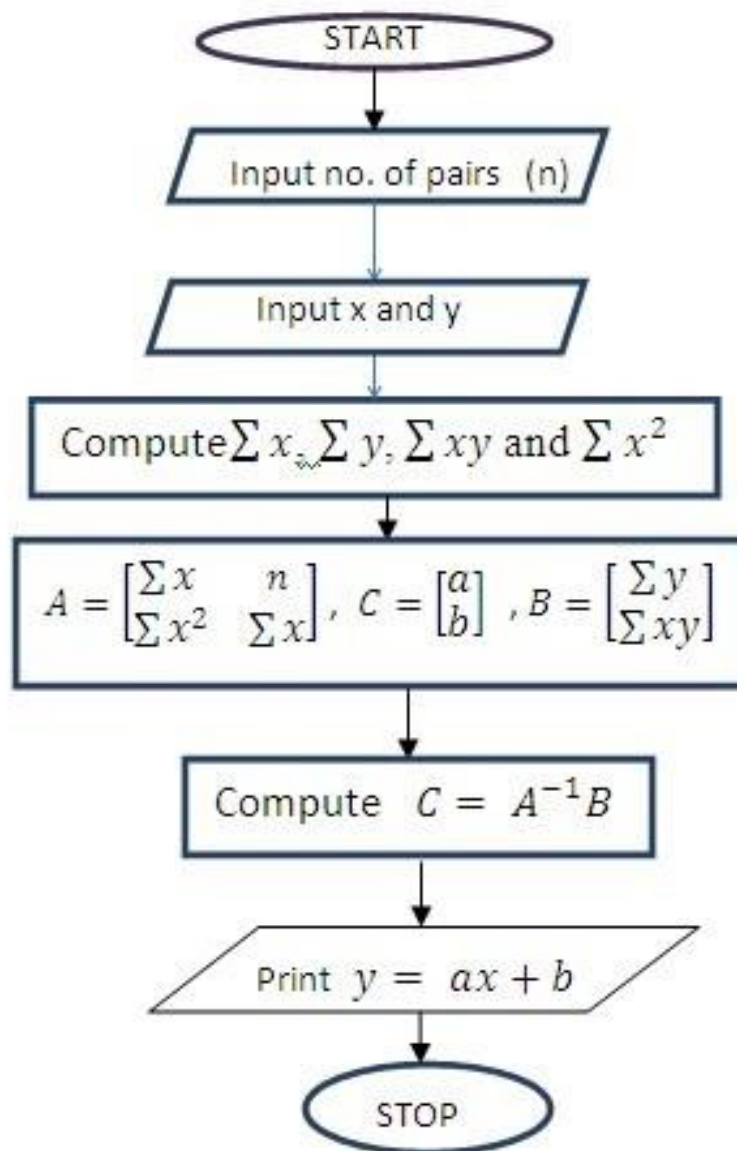 START
Input no. of pairs (n)
Input x and y
Compute ∑ x, ∑ y, ∑ xy and ∑ x²
A = [∑ x n; ∑ x² ∑ x], C = [a; b] , B = [∑ y; ∑ xy]
Compute C = A⁻¹B
Print y = ax + b
STOP